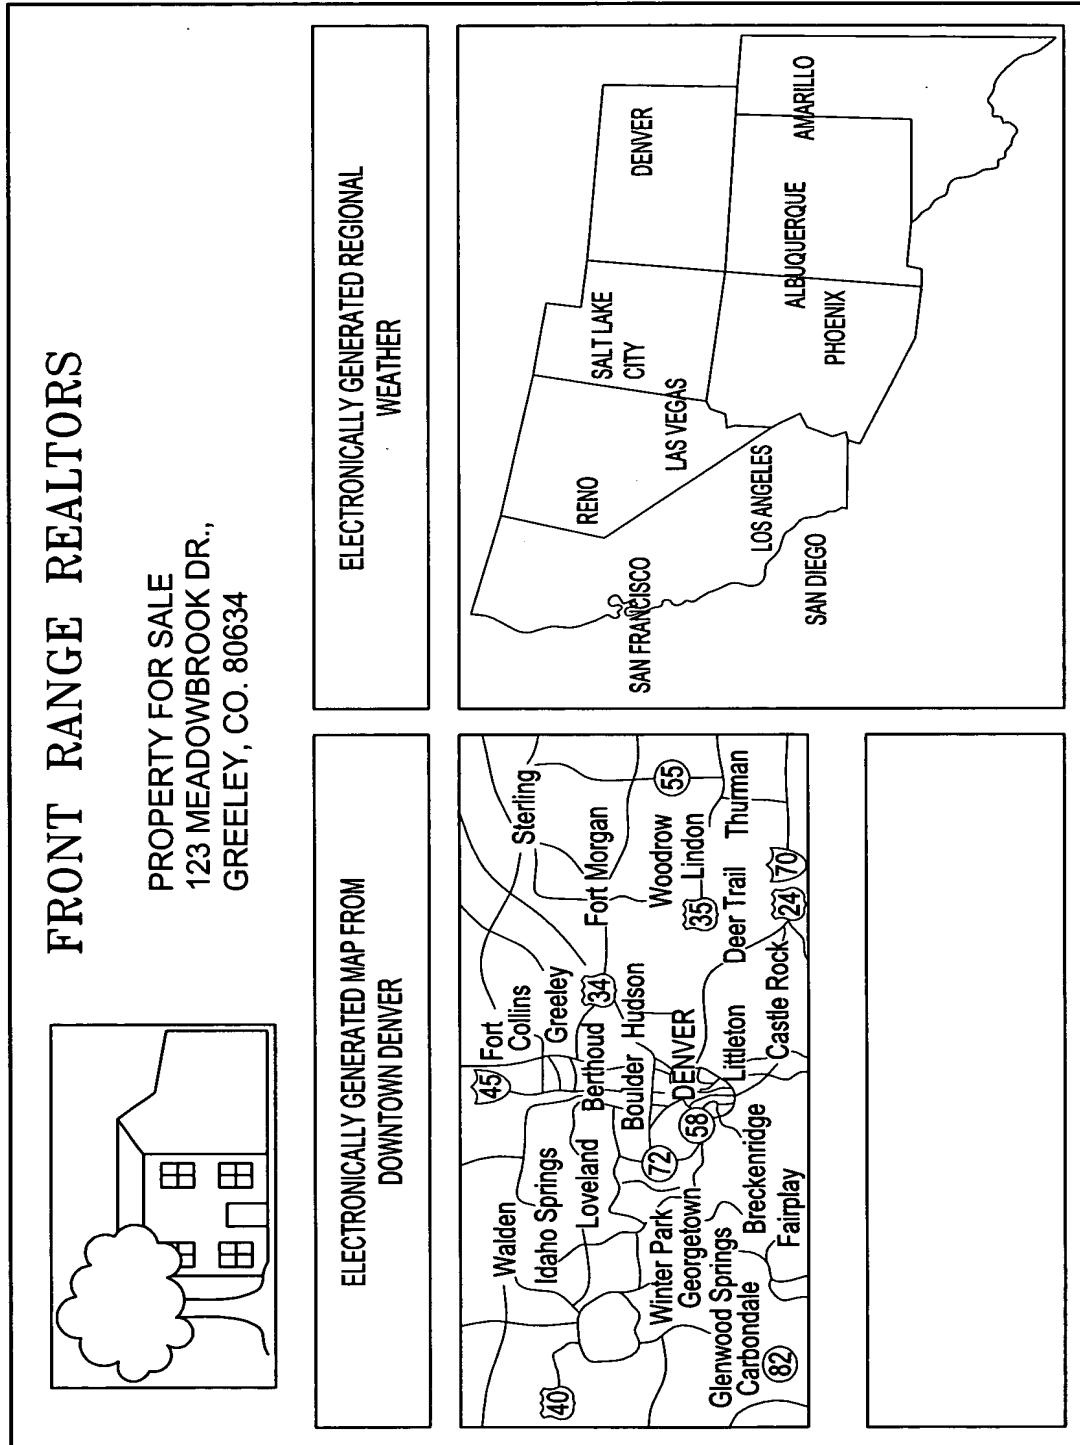 FRONT RANGE REALTORS
PROPERTY FOR SALE
123 MEADOWBROOK DR.,
GREELEY, CO. 80634
ELECTRONICALLY GENERATED MAP FROM
DOWNTOWN DENVER
ELECTRONICALLY GENERATED REGIONAL
WEATHER
45
Fort
Collins
Sterling
Walden
Greeley
Idaho Springs
Loveland
Berthoud
34
Fort Morgan
40
Boulder
Hudson
72
Winter Park
Woodrow
55
Georgetown
58
DENVER
35
Lindon
Glenwood Springs
Littleton
Deer Trail
Thurman
Carbondale
Breckenridge
82
Fairplay
Castle Rock
24
70
RENO
SALT LAKE
CITY
DENVER
SAN FRANCISCO
LAS VEGAS
LOS ANGELES
ALBUQUERQUE
AMARILLO
SAN DIEGO
PHOENIX